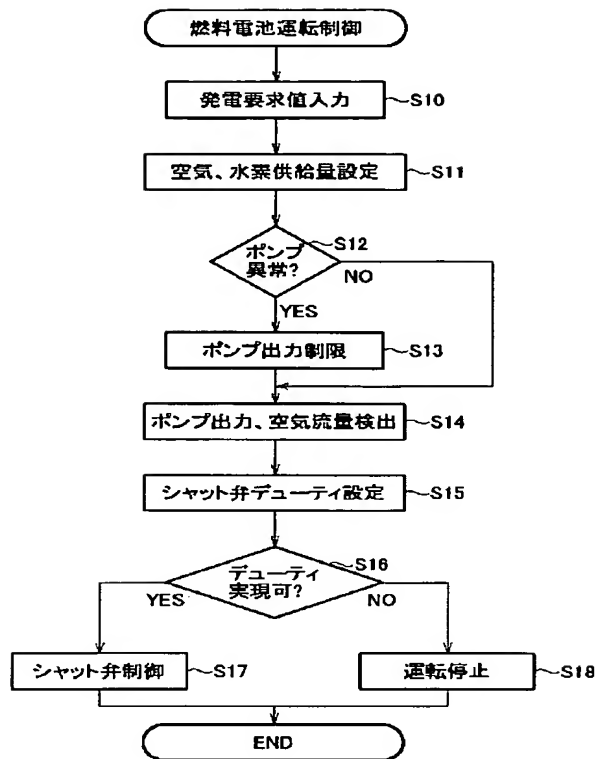 燃料電池運転制御
発電要求値入力
S10
空気、水素供給量設定
S11
S12
ポンプ
異常?
NO
YES
ポンプ出力制限
S13
ポンプ出力、空気流量検出
S14
シャット弁デューティ設定
S15
S16
デューティ
実現可?
YES
NO
シャット弁制御
S17
運転停止
S18
END